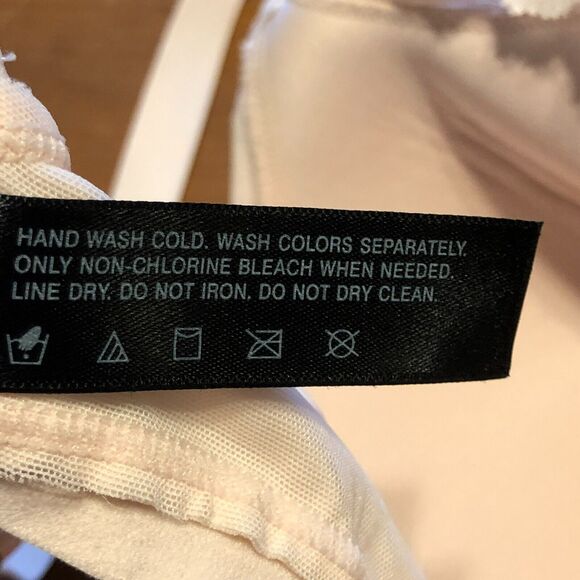 HAND WASH COLD. WASH COLORS SEPARATELY.
ONLY NON-CHLORINE BLEACH WHEN NEEDED.
LINE DRY. DO NOT IRON. DO NOT DRY CLEAN.